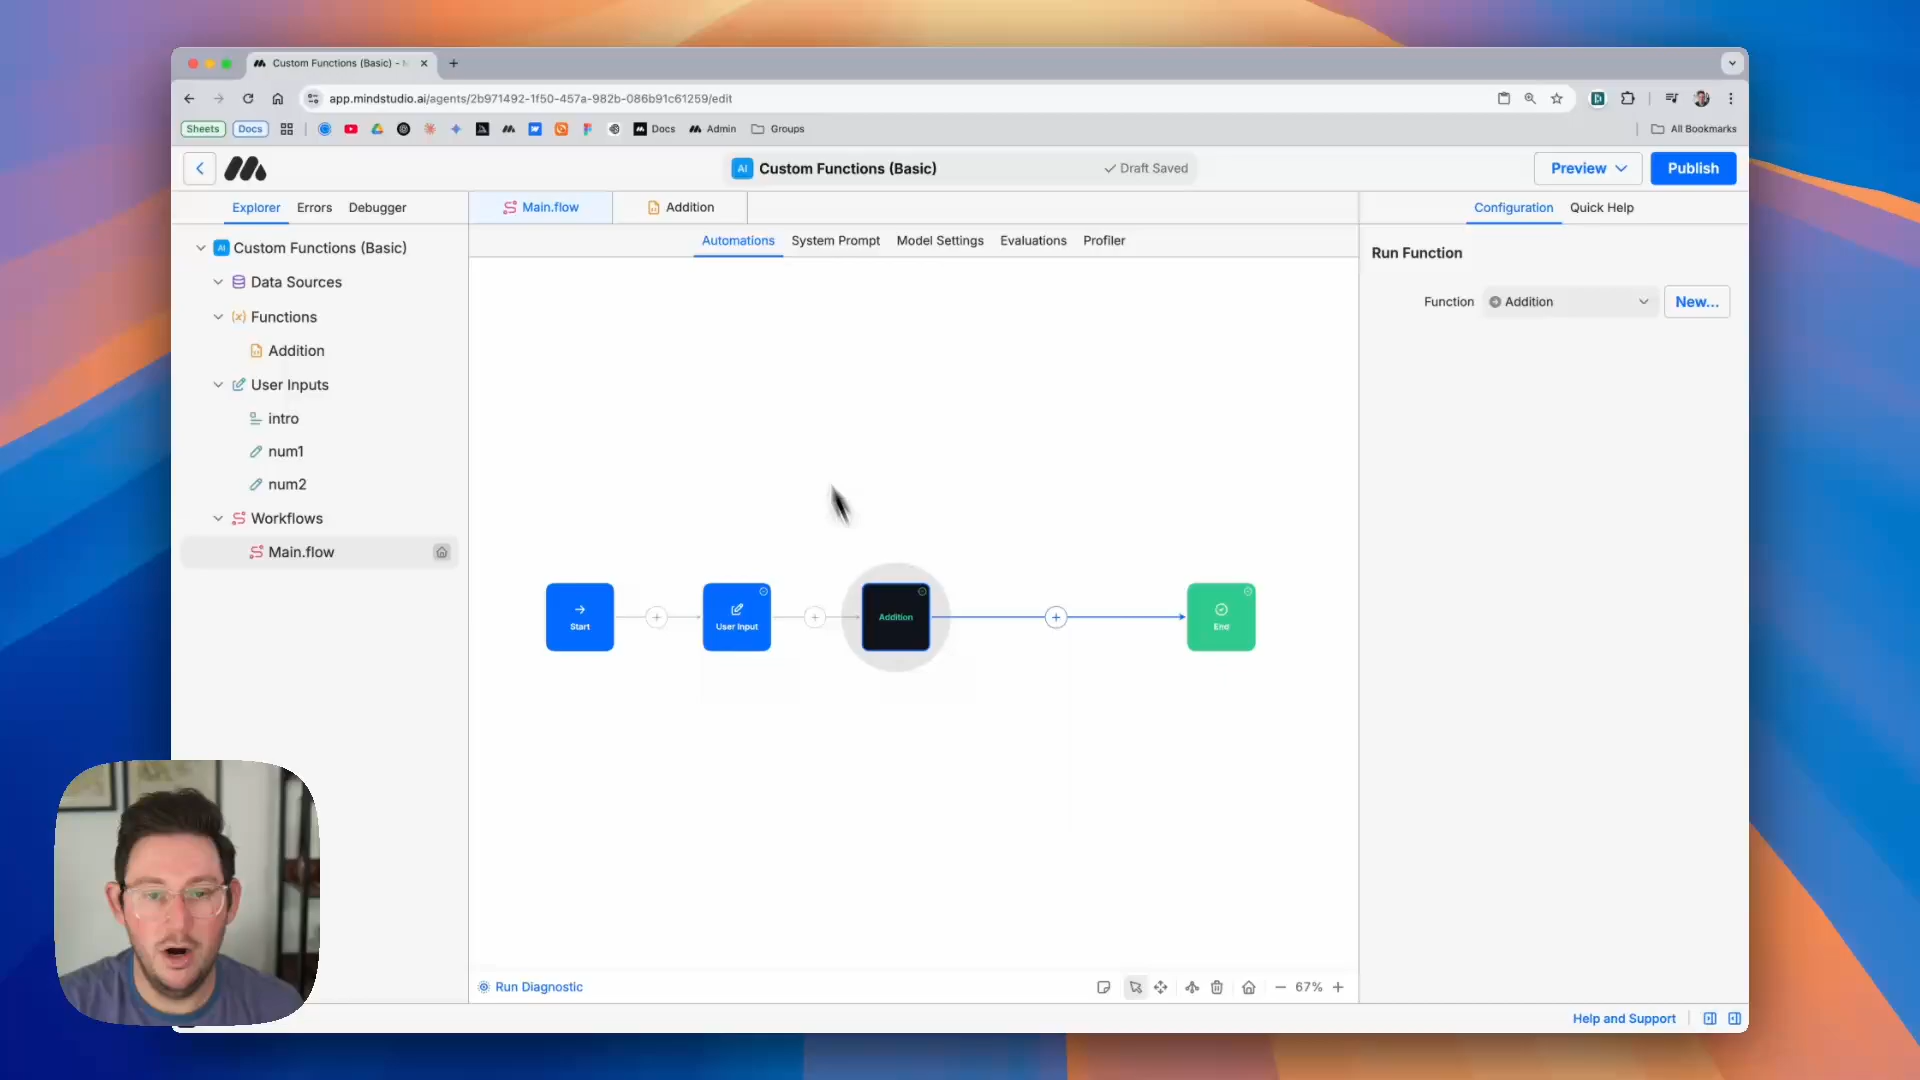 Custom Functions (Basic) -
app.mindstudio.ai/agents/2b971492-1f50-457a-982b-086b91c61259/edit
Sheets
Docs
Docs
Admin
Groups
All Bookmarks
AI
Custom Functions (Basic)
Draft Saved
Preview
Publish
Explorer
Errors
Debugger
Main.flow
Addition
Configuration
Quick Help
Automations
System Prompt
Model Settings
Evaluations
Profiler
AI
Custom Functions (Basic)
Data Sources
Functions
Addition
User Inputs
intro
num1
num2
Workflows
Main.flow
Run Function
Function
Addition
New...
Start
User Input
Addition
End
Run Diagnostic
67%
Help and Support